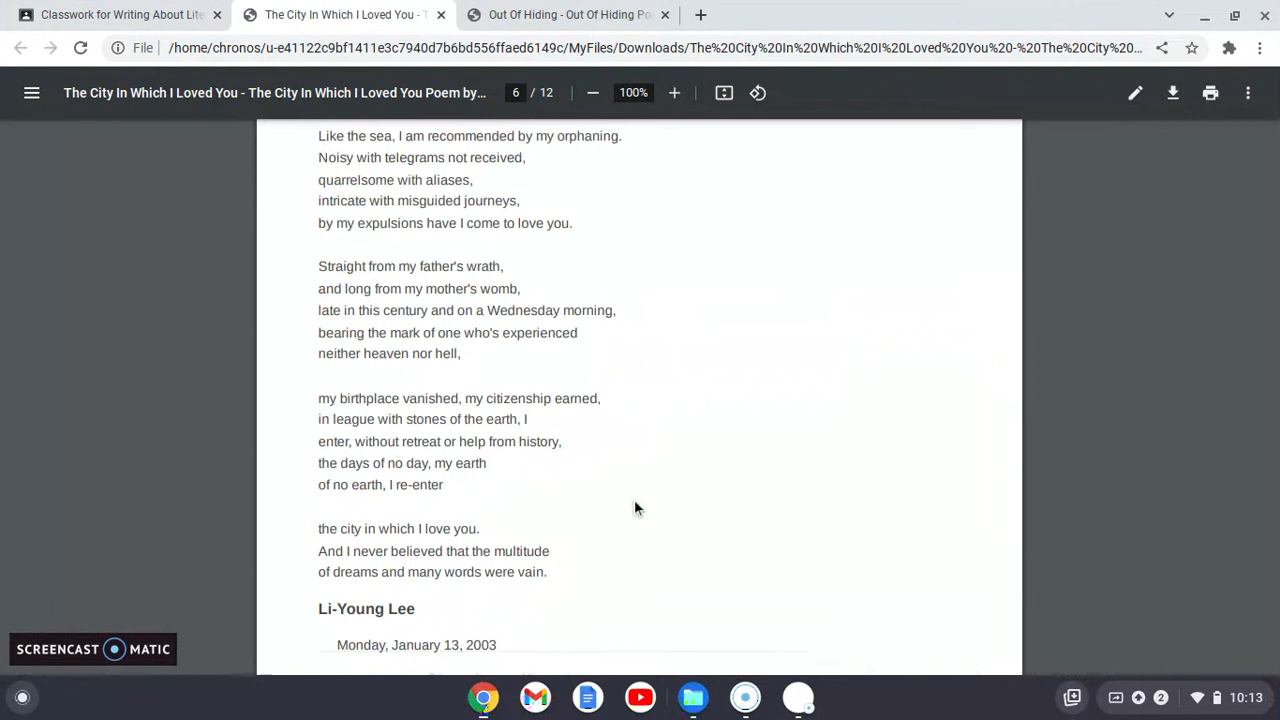 Classwork for Writing About Lite
The City In Which I Loved You - T
Out Of Hiding - Out Of Hiding Po
File
/home/chronos/u-e41122c9bf1411e3c7940d7bbd556ffaed6149c/MyFiles/Downloads/The%20City%20In%20Which%20I%20Loved%20You%20-%20The%20City%20...
The City In Which I Loved You - The City In Which I Loved You Poem by...
6 / 12
100%
Like the sea, I am recommended by my orphaning.
Noisy with telegrams not received,
quarrelsome with aliases,
intricate with misguided journeys,
by my expulsions have I come to love you.
Straight from my father's wrath,
and long from my mother's womb,
late in this century and on a Wednesday morning,
bearing the mark of one who's experienced
neither heaven nor hell,
my birthplace vanished, my citizenship earned,
in league with stones of the earth, I
enter, without retreat or help from history,
the days of no day, my earth
of no earth, I re-enter
the city in which I love you.
And I never believed that the multitude
of dreams and many words were vain.
Li-Young Lee
Monday, January 13, 2003
SCREENCAST MATIC
2
10:13